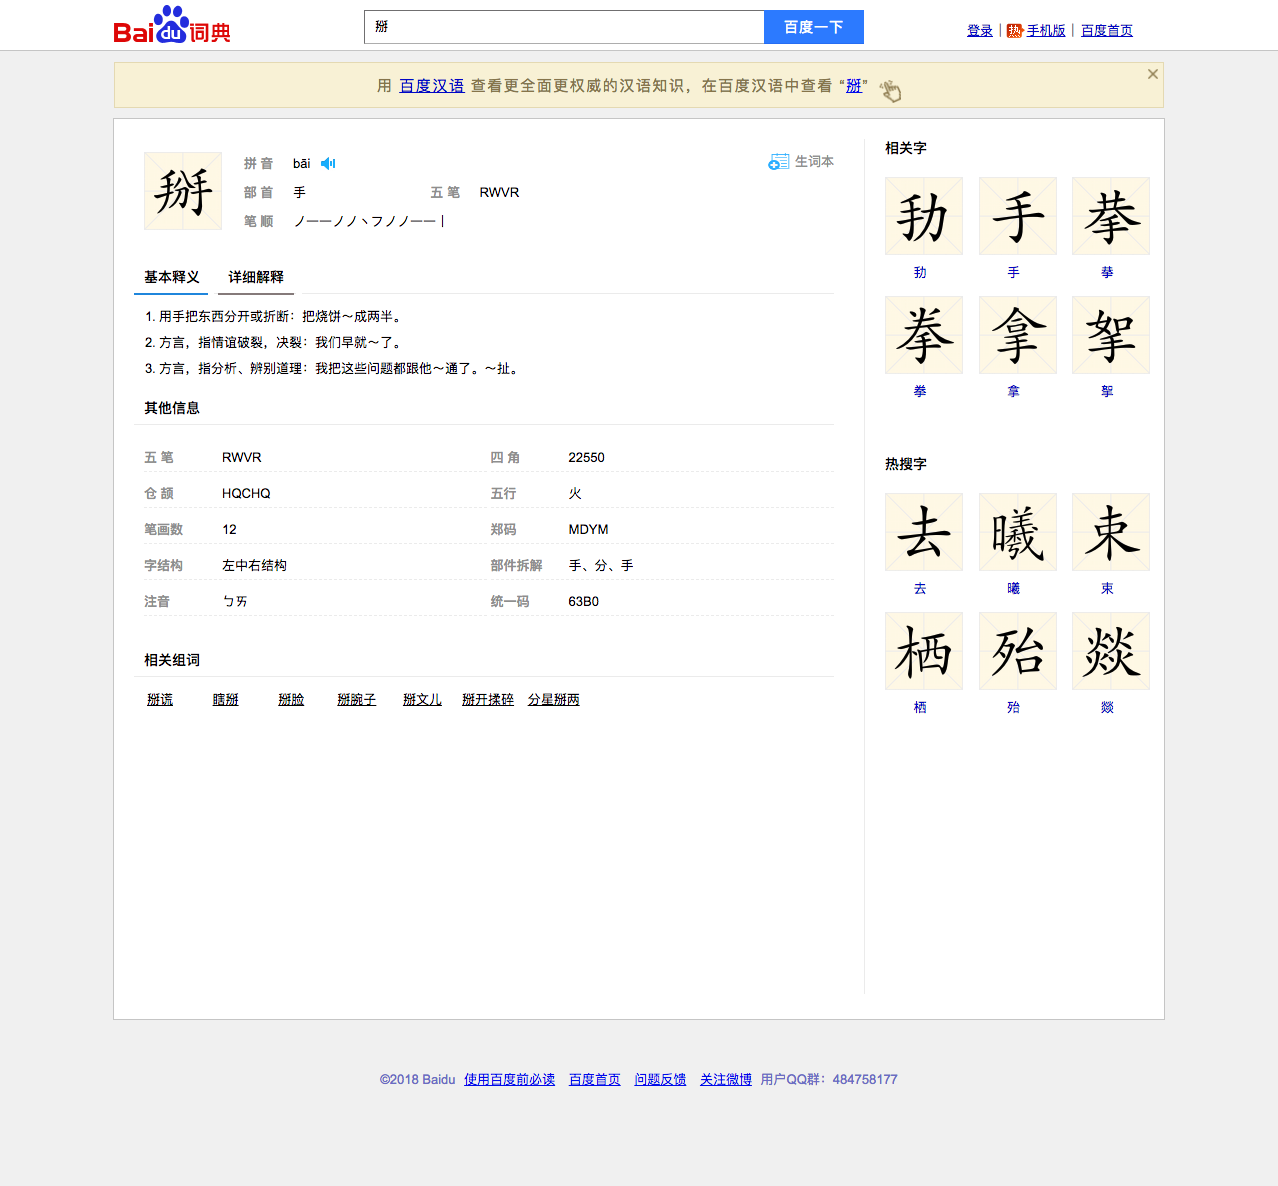 Bai du 词典
掰
百度一下
登录 | 热 手机版 | 百度首页
用 百度汉语 查看更全面更权威的汉语知识，在百度汉语中查看 “掰”
掰
拼 音 bāi
生词本
部 首 手 五 笔 RWVR
笔 顺 ノ一一ノノ丶フノノ一一丨
基本释义 详细解释
1. 用手把东西分开或折断：把烧饼～成两半。
2. 方言，指情谊破裂，决裂：我们早就～了。
3. 方言，指分析、辨别道理：我把这些问题都跟他～通了。～扯。
其他信息
五 笔 RWVR 四 角 22550
仓 颉 HQCHQ 五行 火
笔画数 12 郑码 MDYM
字结构 左中右结构 部件拆解 手、分、手
注音 ㄅㄞ 统一码 63B0
相关组词
掰谎 瞎掰 掰脸 掰腕子 掰文儿 掰开揉碎 分星掰两
相关字
手
手
拳 拿 挐
拳 拿 挐
热搜字
去 曦 朿
去 曦 朿
栖 殆 燚
栖 殆 燚
©2018 Baidu 使用百度前必读 百度首页 问题反馈 关注微博 用户QQ群：484758177